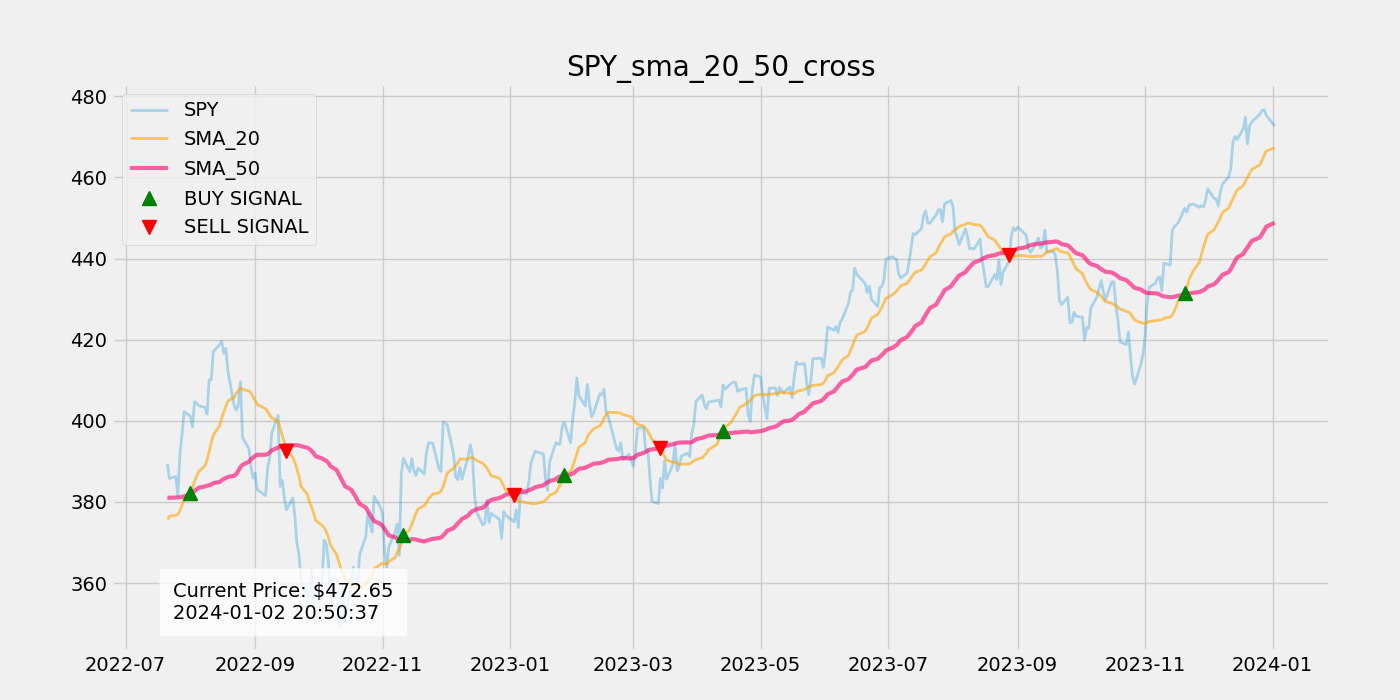 SPY_sma_20_50_cross
480
460
440
420
400
380
360
SPY
SMA_20
SMA_50
BUY SIGNAL
SELL SIGNAL
Current Price: $472.65
2024-01-02 20:50:37
2022-07 2022-09 2022-11 2023-01 2023-03 2023-05 2023-07 2023-09 2023-11 2024-01